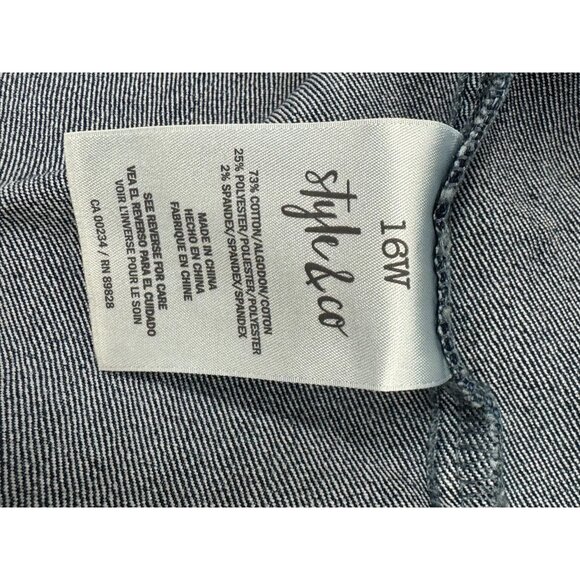 16W
style & co
73% COTTON/ALGODON/COTON
25% POLYESTER/POLIESTER/POLYESTER
2% SPANDEX/SPANDEX/SPANDEX
MADE IN CHINA
HECHO EN CHINA
FABRIQUE EN CHINE
SEE REVERSE FOR CARE
VEA EL REVERSO PARA EL CUIDADO
VOIR L'INVERSE POUR LE SOIN
CA 00234 / RN 89828